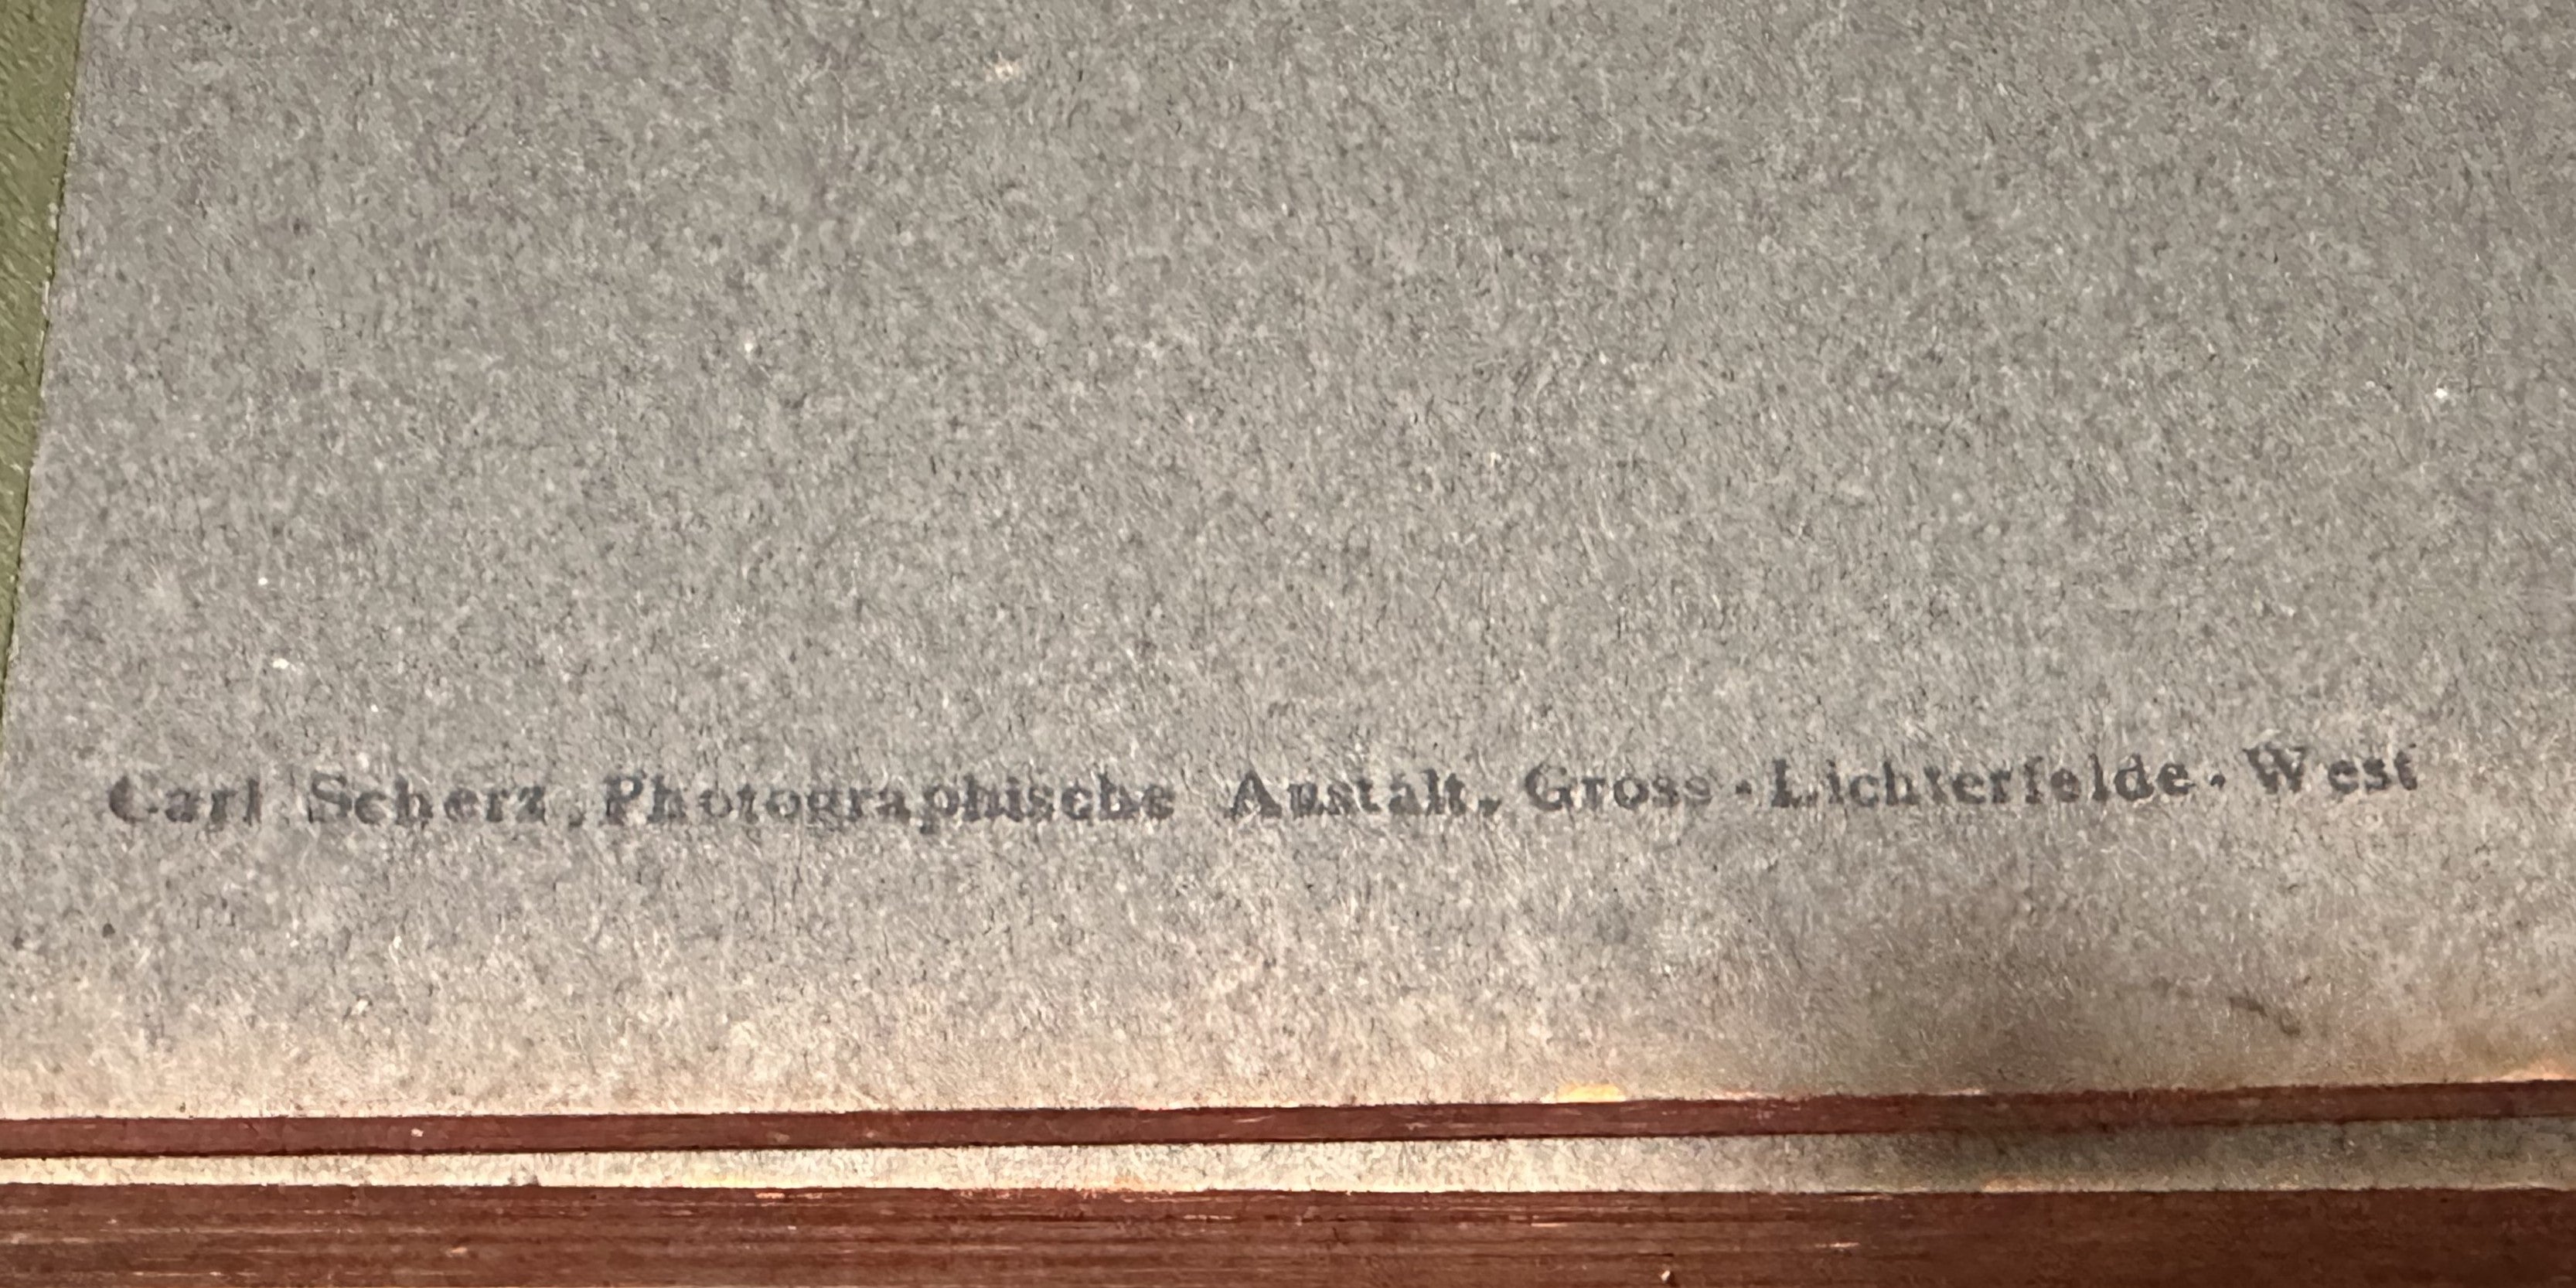 Carl Scherz, Photographische Anstalt, Gross-Lichterfelde-West